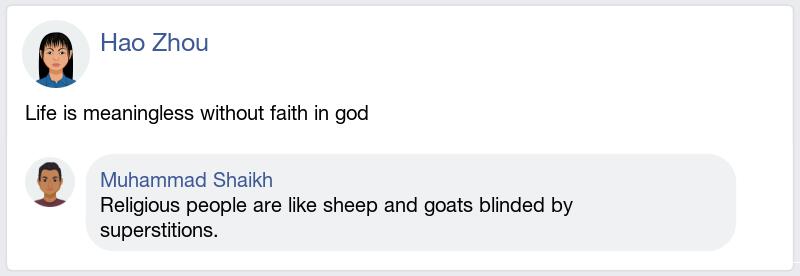 Hao Zhou
Life is meaningless without faith in god
Muhammad Shaikh
Religious people are like sheep and goats blinded by
superstitions.